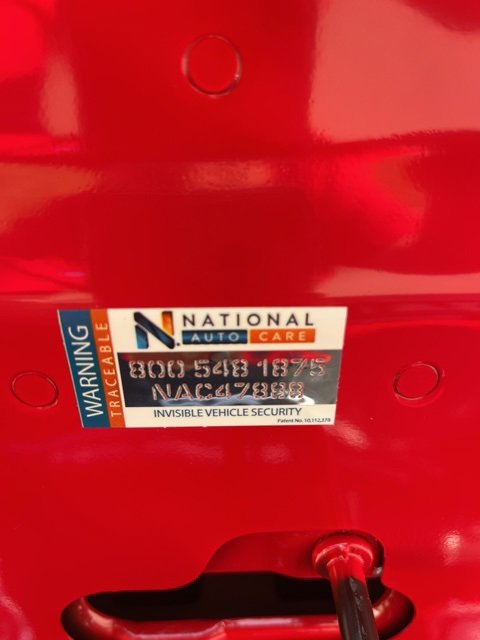 WARNING
TRACEABLE
N. NATIONAL
AUTO CARE
800 548 1875
NAC47888
INVISIBLE VEHICLE SECURITY
Patent No. 10,112,370